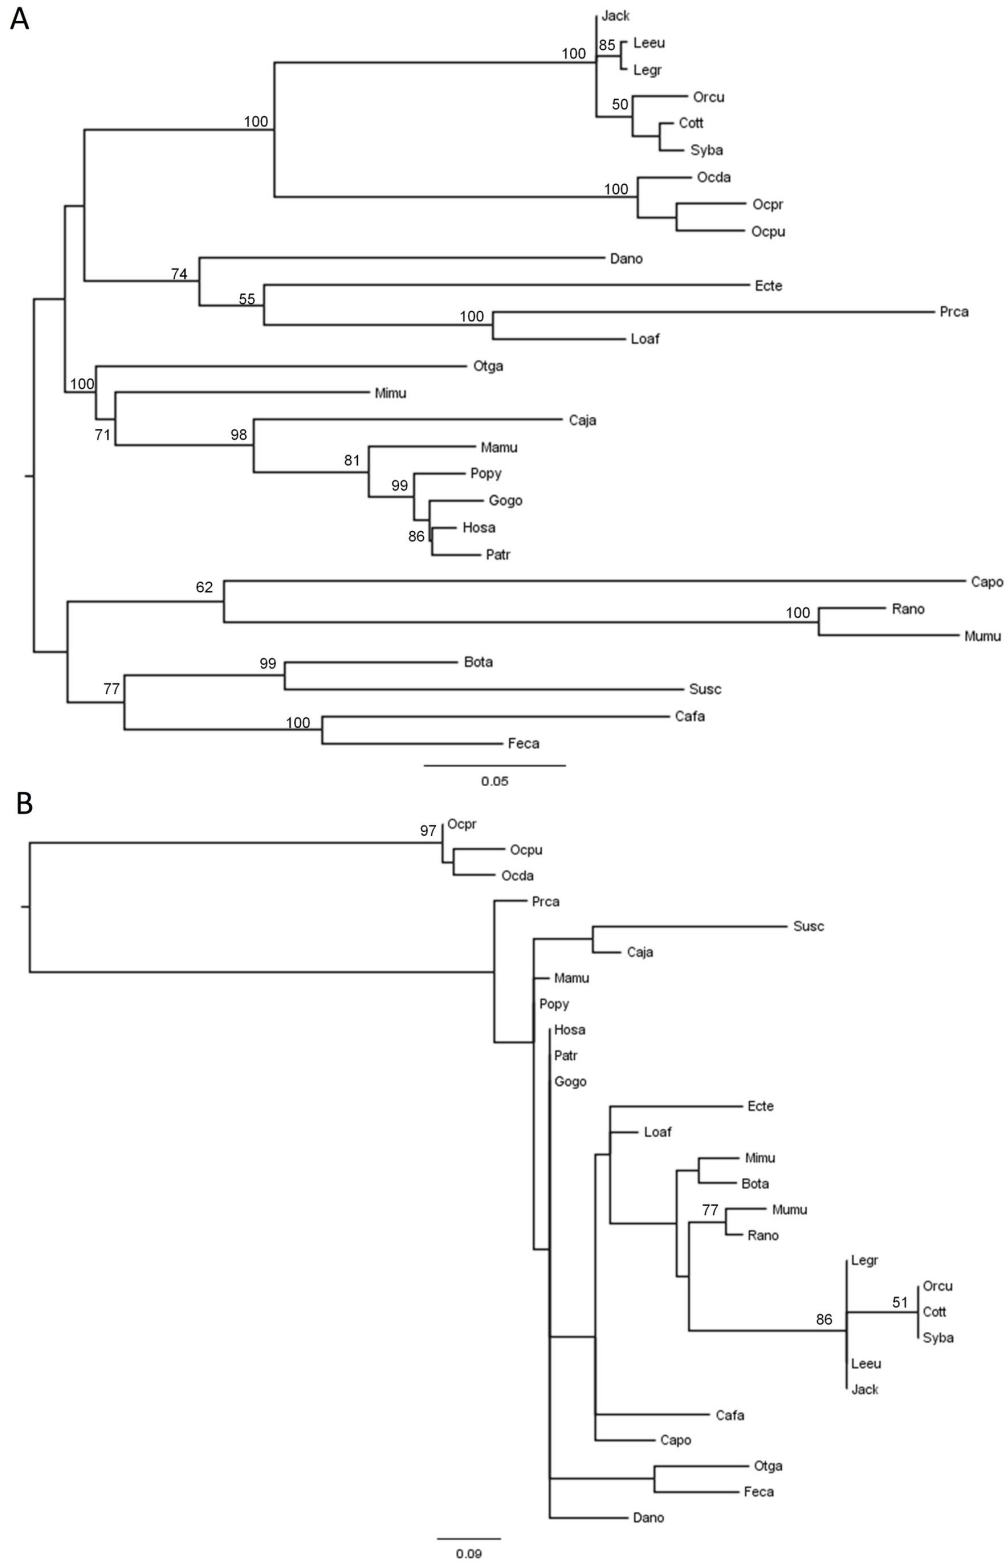 A
Jack
85 Leeu
100
Legr
Orcu
50
Cott
100
Syba
Ocda
100
Ocpr
Ocpu
Dano
74
Ecte
55
Prca
100
Loaf
Otga
100
Mimu
Caja
71
98
Mamu
81
Popy
99
Gogo
Hosa
86
Patr
Capo
62
Rano
100
Mumu
Bota
99
77
Susc
Cafa
100
Feca
0.05
B
Ocpr
97
Ocpu
Ocda
Prca
Susc
Caja
Mamu
Popy
Hosa
Patr
Gogo
Ecte
Loaf
Mimu
Bota
77 Mumu
Rano
Legr
Orcu
51
Cott
86
Syba
Leeu
Jack
Cafa
Capo
Otga
Feca
Dano
0.09